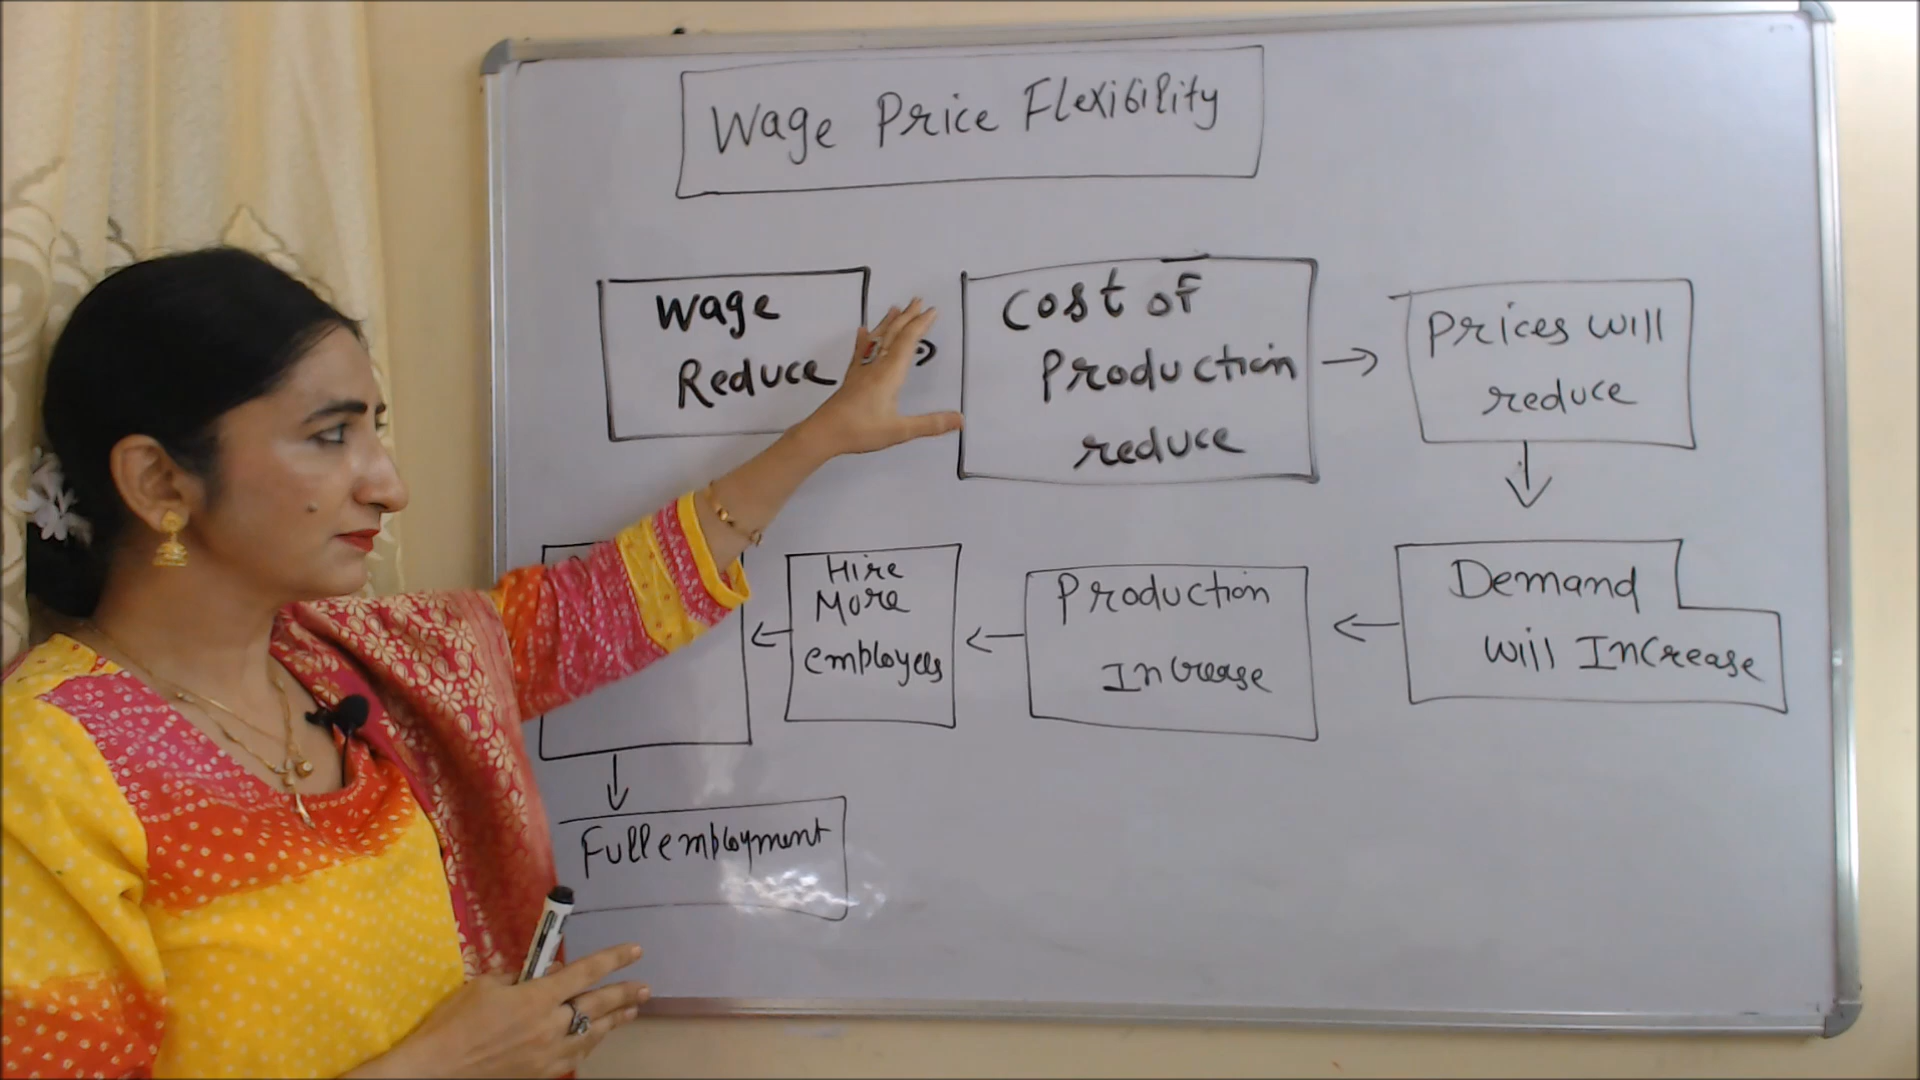 Wage Price Flexibility
Wage
Reduce
Cost of
Production
reduce
Prices will
reduce
Demand
will Increase
Production
Increase
Hire
More
employees
Full employment